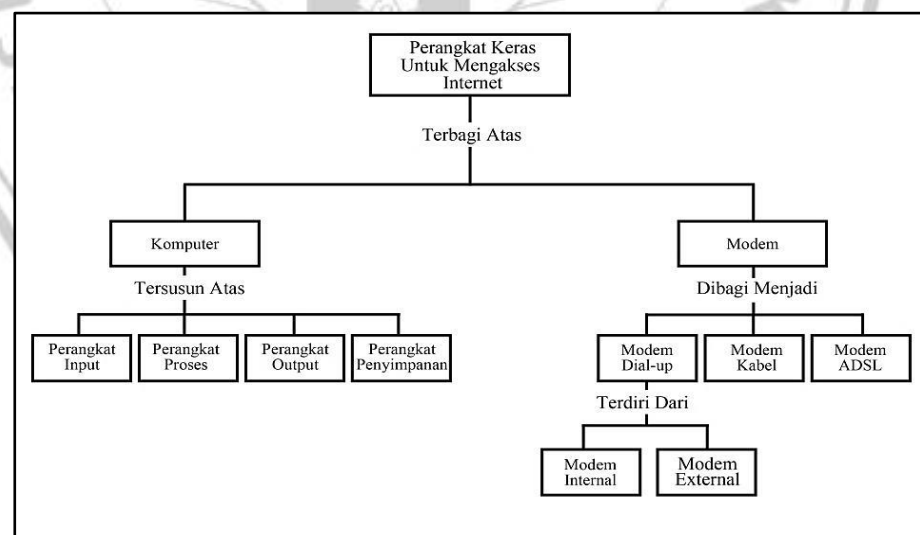 Perangkat Keras
Untuk Mengakses
Internet
Terbagi Atas
Komputer
Modem
Tersusun Atas
Dibagi Menjadi
Perangkat
Input
Perangkat
Proses
Perangkat
Output
Perangkat
Penyimpanan
Modem
Dial-up
Modem
Kabel
Modem
ADSL
Terdiri Dari
Modem
Internal
Modem
External